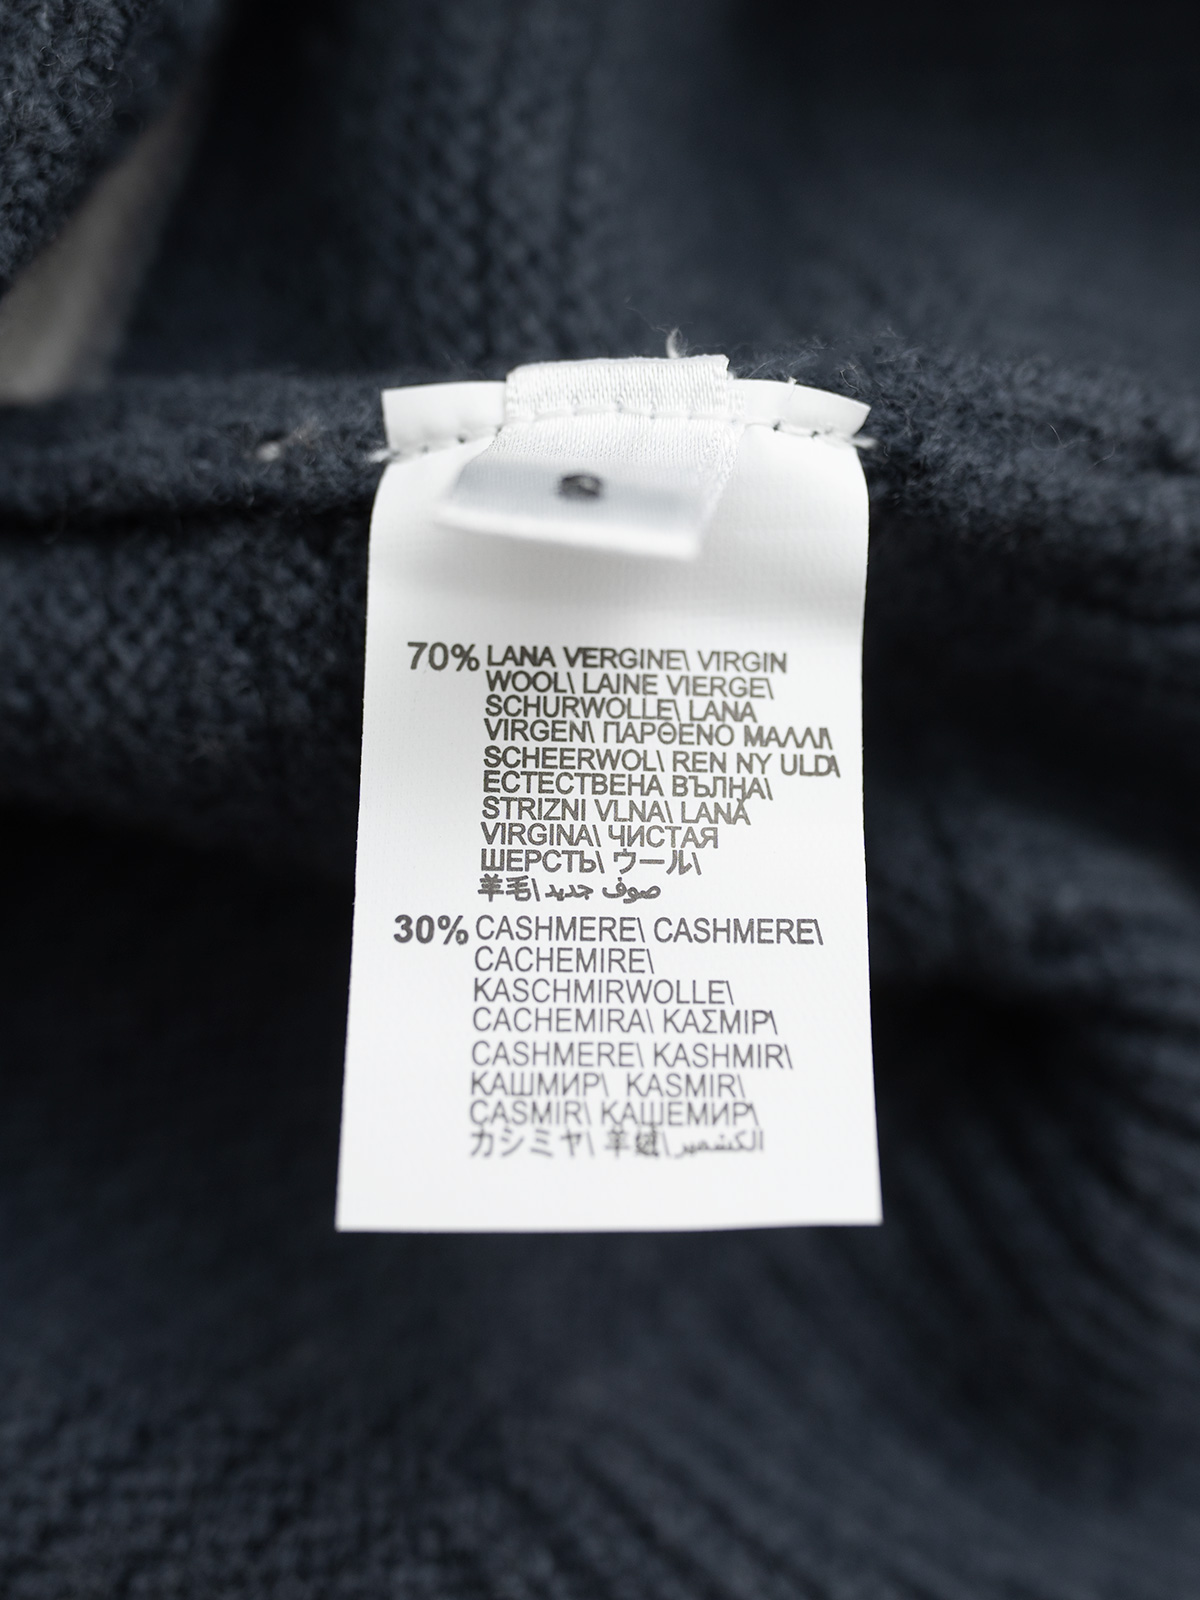 70% LANA VERGINE\ VIRGIN
WOOL\ LAINE VIERGE\
SCHURWOLLE\ LANA
VIRGEN\ ΠΑΡΘΕΝΟ ΜΑΛΛΙ\
SCHEERWOL\ REN NY ULD\
ЕСТЕСТВЕНА ВЪЛНА\
STRIZNI VLNA\ LANĂ
VIRGINA\ ЧИСТАЯ
ШЕРСТЬ\ ウール\
羊毛\ صوف جديد
30% CASHMERE\ CASHMERE\
CACHEMIRE\
KASCHMIRWOLLE\
CACHEMIRA\ ΚΑΣΜΙΡ\
CASHMERE\ KASHMIR\
КАШМИР\ KASMIR\
CASMIR\ КАШЕМИР\
カシミヤ\ 羊绒\ الكشمير